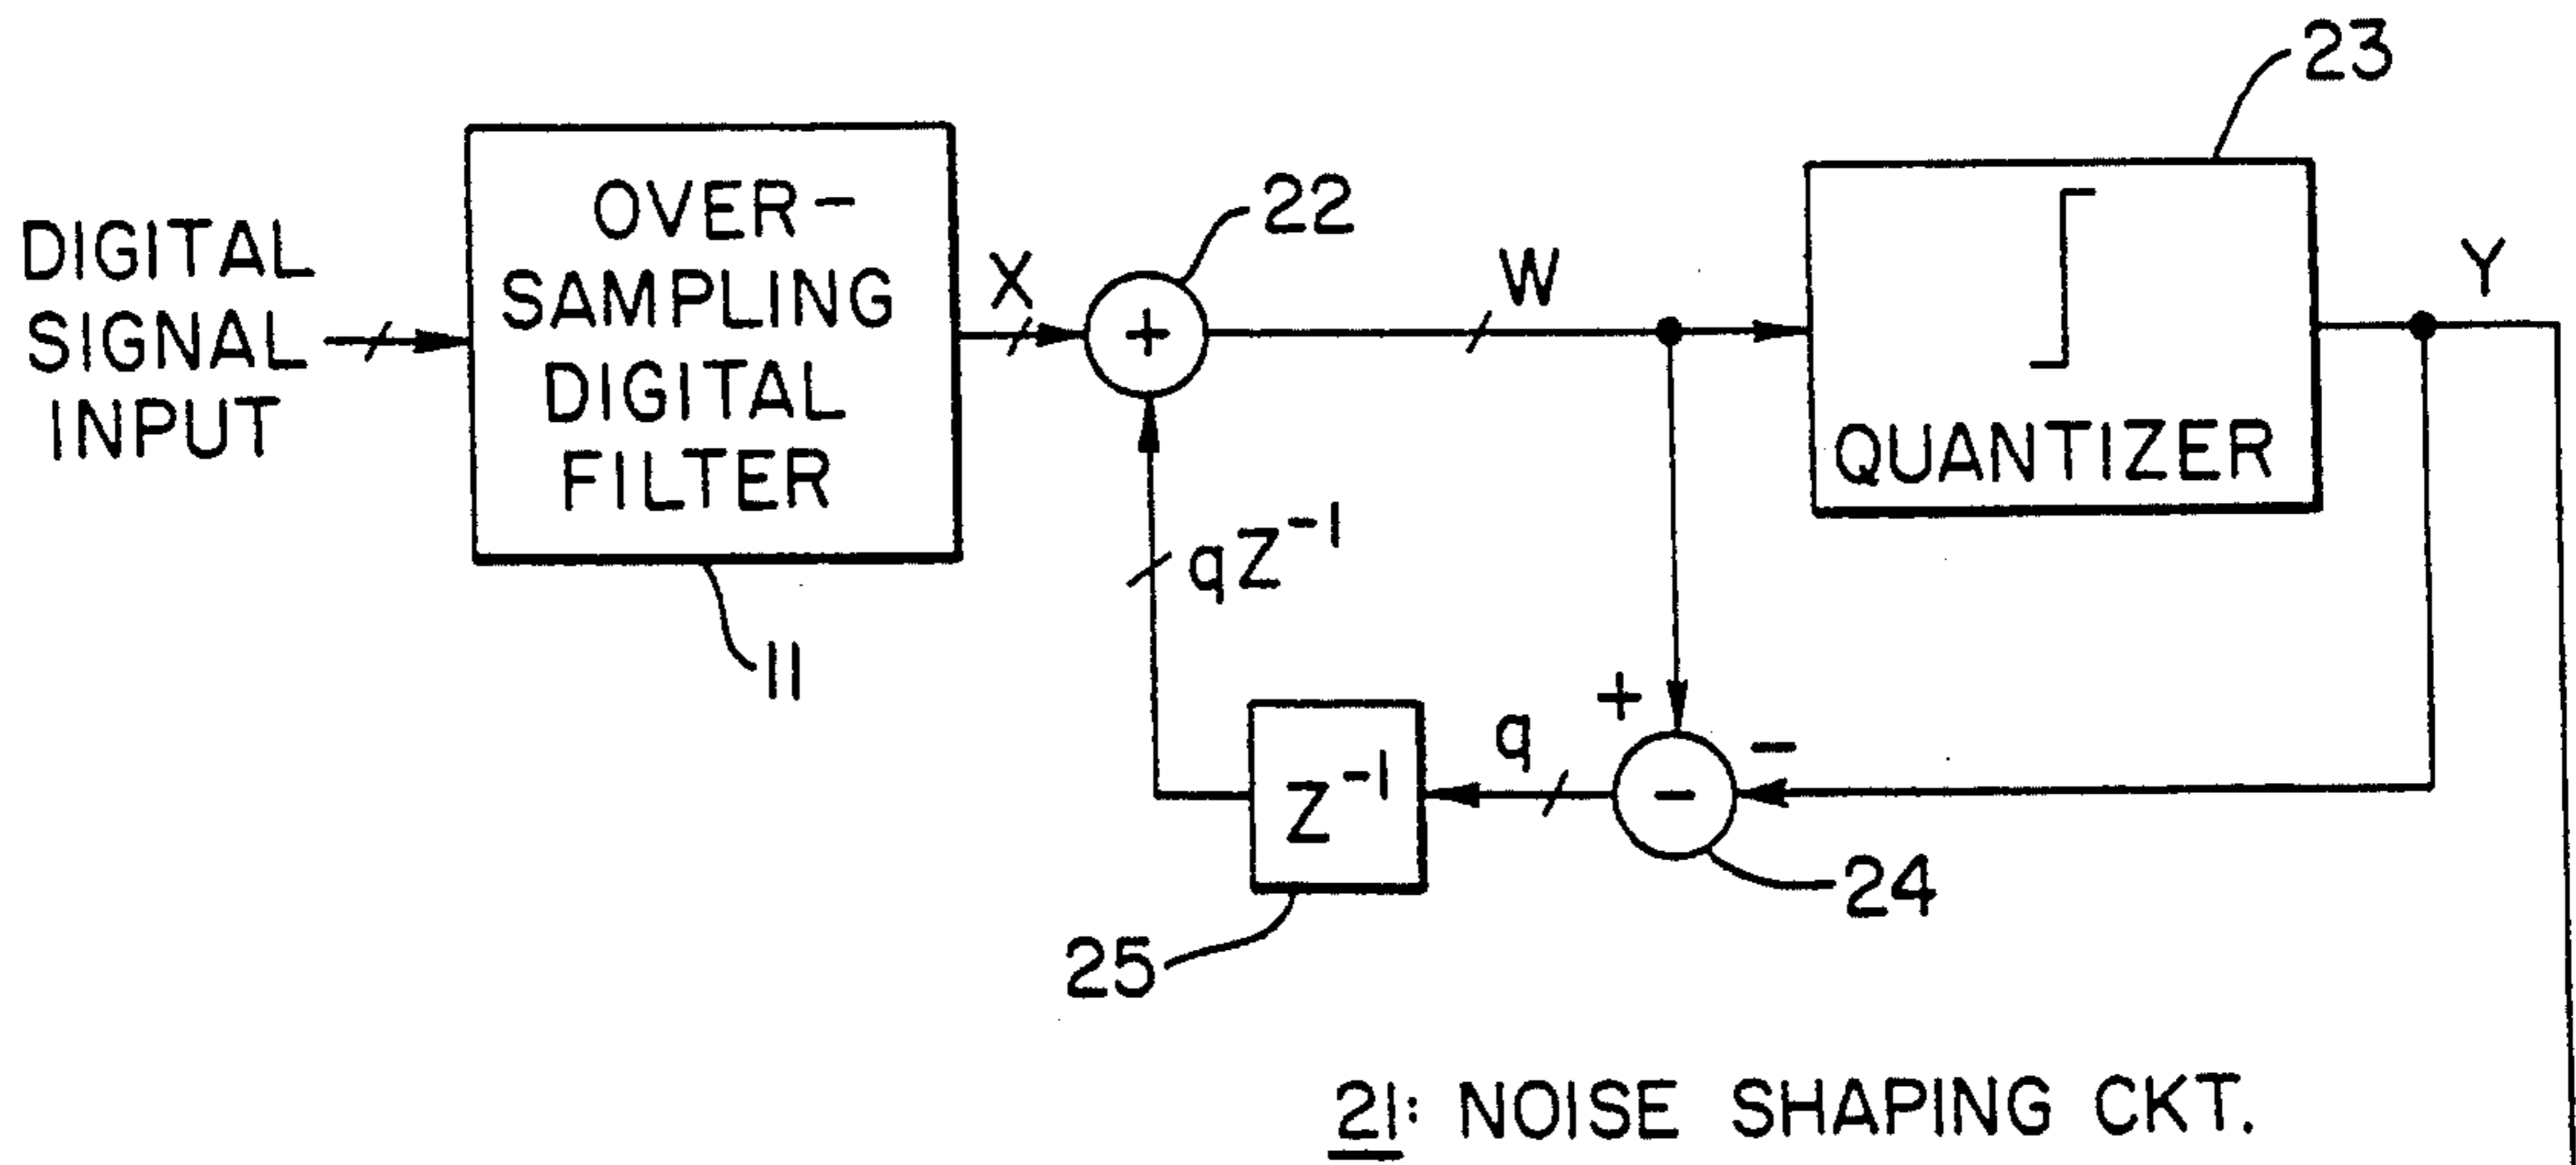 DIGITAL
SIGNAL
INPUT
OVER-
SAMPLING
DIGITAL
FILTER
11
X
+
22
W
23
QUANTIZER
Y
qZ⁻¹
Z⁻¹
25
q
+
-
-
24
21: NOISE SHAPING CKT.